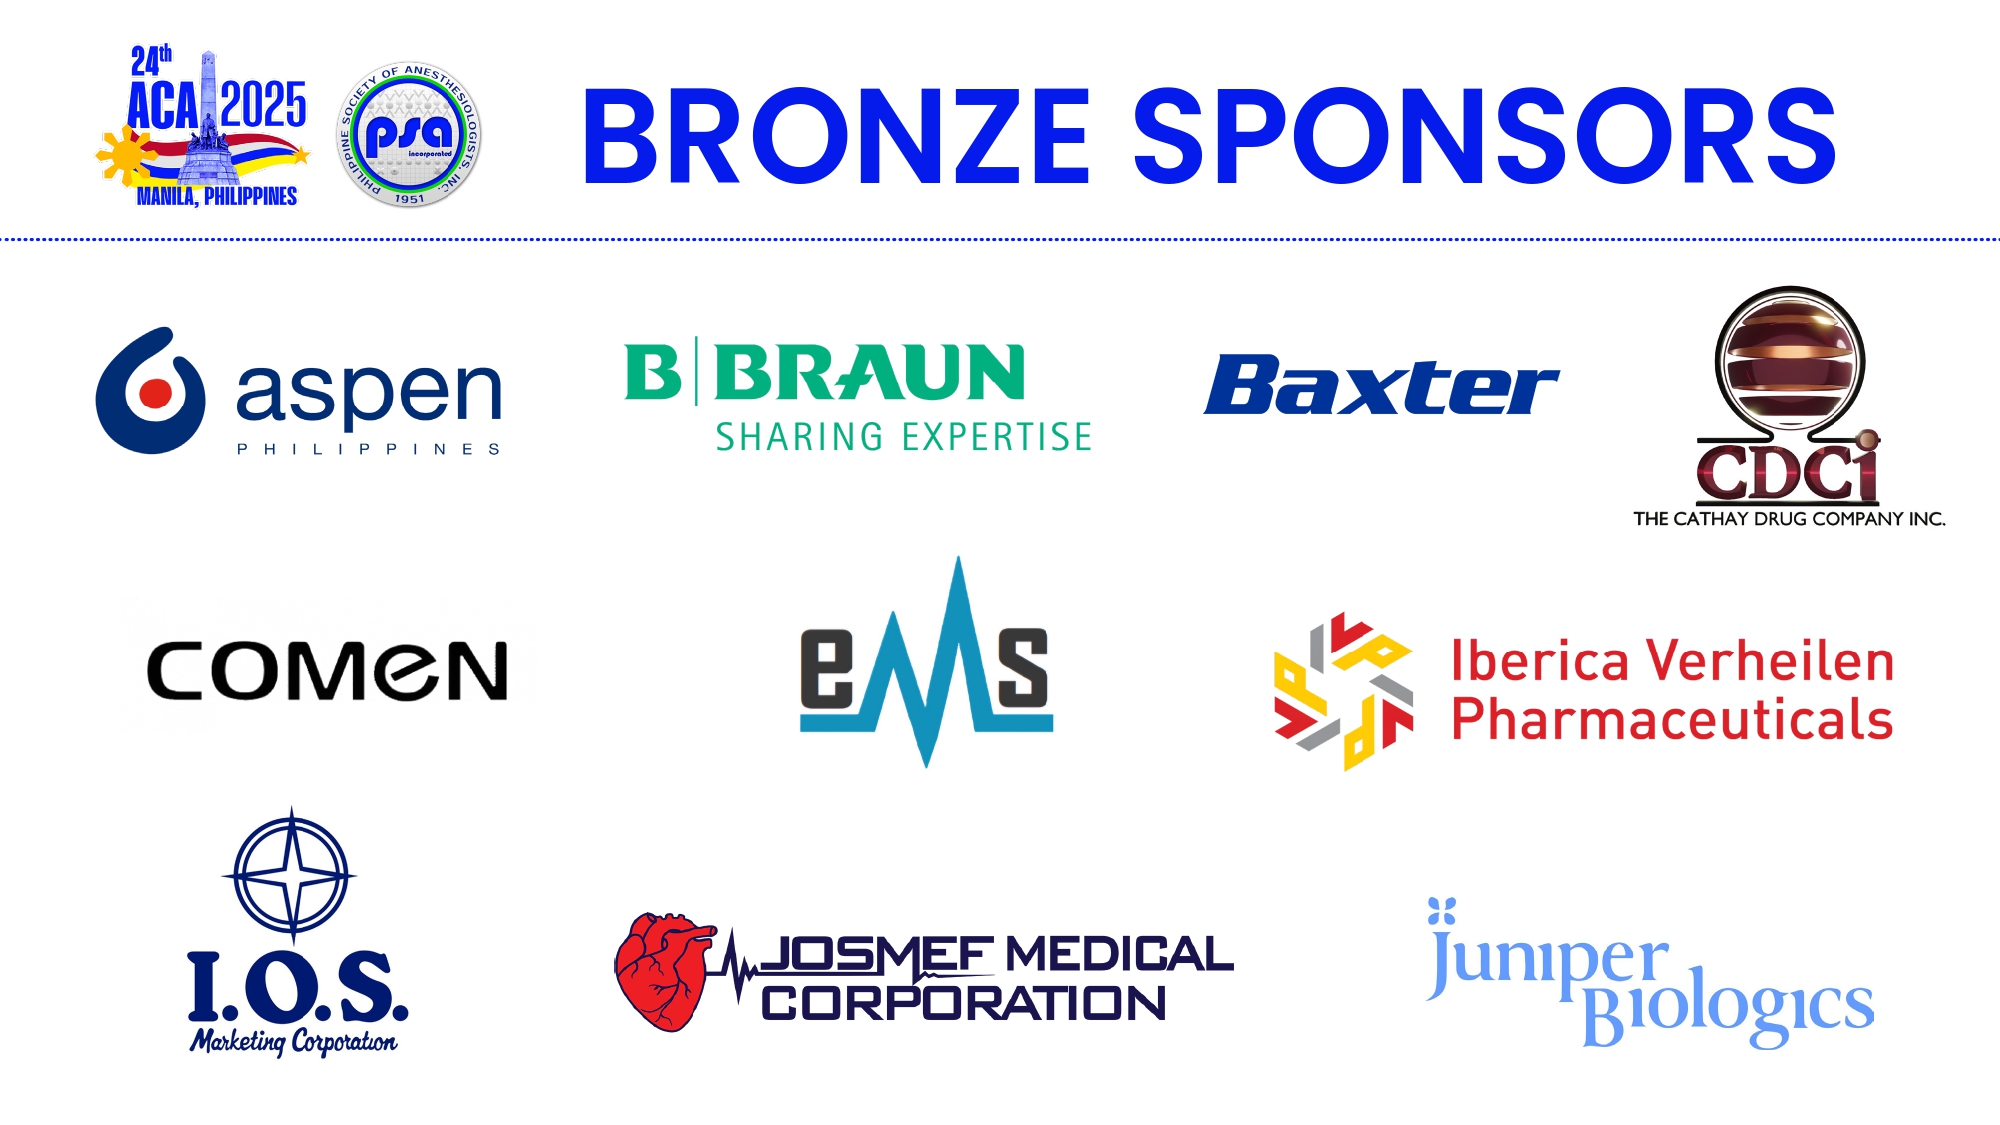 24th
ACA 2025
MANILA, PHILIPPINES
PHILIPPINE SOCIETY OF ANESTHESIOLOGISTS, INC.
psa
incorporated
1951
BRONZE SPONSORS
aspen
PHILIPPINES
B BRAUN
SHARING EXPERTISE
Baxter
CDCi
THE CATHAY DRUG COMPANY INC.
COMeN
eMs
Iberica Verheilen
Pharmaceuticals
I.O.S.
Marketing Corporation
JOSMEF MEDICAL
CORPORATION
Juniper
Biologics